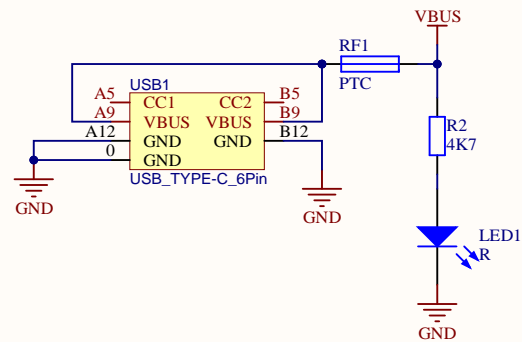 VBUS
RF1
PTC
USB1
A5 CC1 CC2 B5
A9 VBUS VBUS B9
A12 GND GND B12
0 GND
USB_TYPE-C_6Pin
R2
4K7
GND
GND
LED1
R
GND